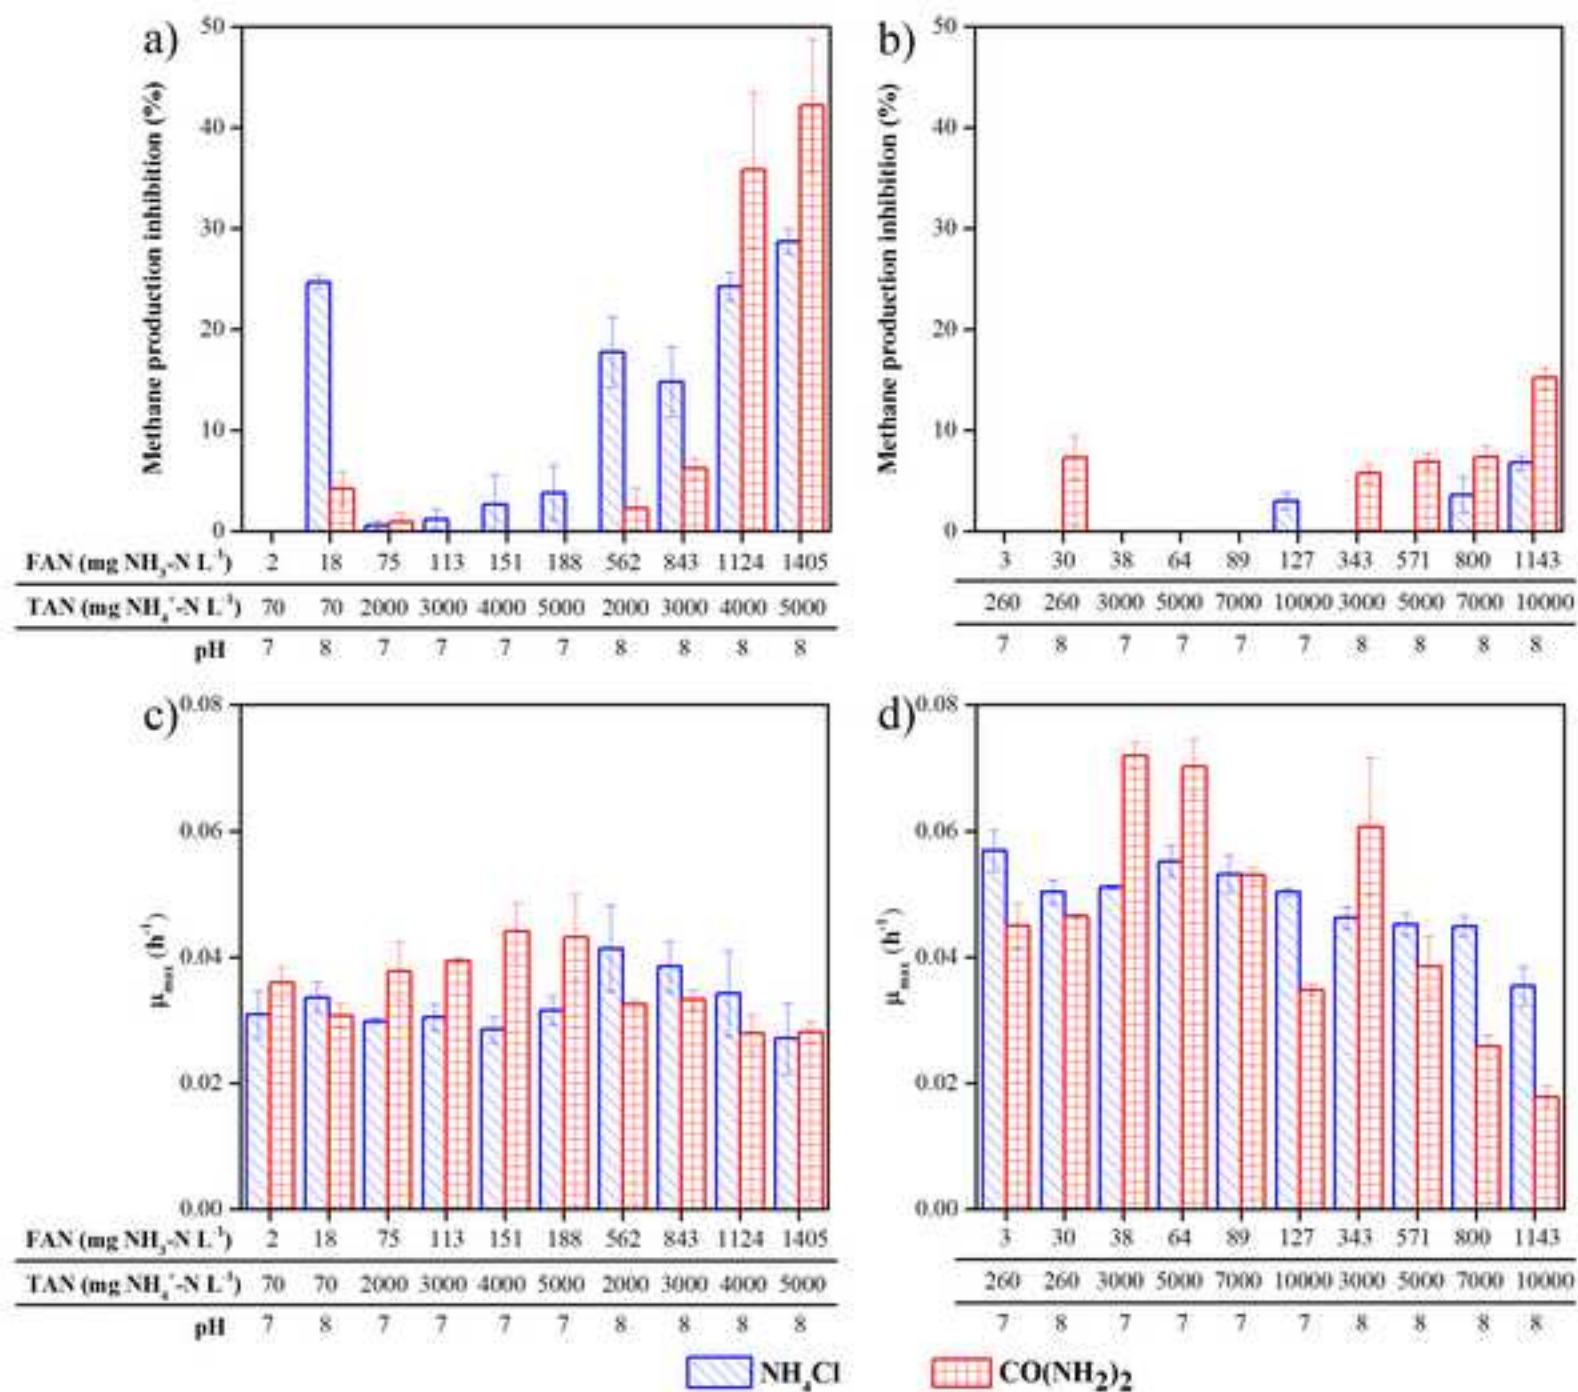 a)
50
40
30
20
10
0
Methane production inhibition (%)
FAN (mg NH₃-N L⁻¹) 2 18 75 113 151 188 562 843 1124 1405
TAN (mg NH₄⁺-N L⁻¹) 70 70 2000 3000 4000 5000 2000 3000 4000 5000
pH 7 8 7 7 7 7 8 8 8 8
b)
50
40
30
20
10
0
Methane production inhibition (%)
3 30 38 64 89 127 343 571 800 1143
260 260 3000 5000 7000 10000 3000 5000 7000 10000
7 8 7 7 7 7 8 8 8 8
c)
0.08
0.06
0.04
0.02
0.00
μmax (h⁻¹)
FAN (mg NH₃-N L⁻¹) 2 18 75 113 151 188 562 843 1124 1405
TAN (mg NH₄⁺-N L⁻¹) 70 70 2000 3000 4000 5000 2000 3000 4000 5000
pH 7 8 7 7 7 7 8 8 8 8
d)
0.08
0.06
0.04
0.02
0.00
μmax (h⁻¹)
3 30 38 64 89 127 343 571 800 1143
260 260 3000 5000 7000 10000 3000 5000 7000 10000
7 8 7 7 7 7 8 8 8 8
NH₄Cl
CO(NH₂)₂